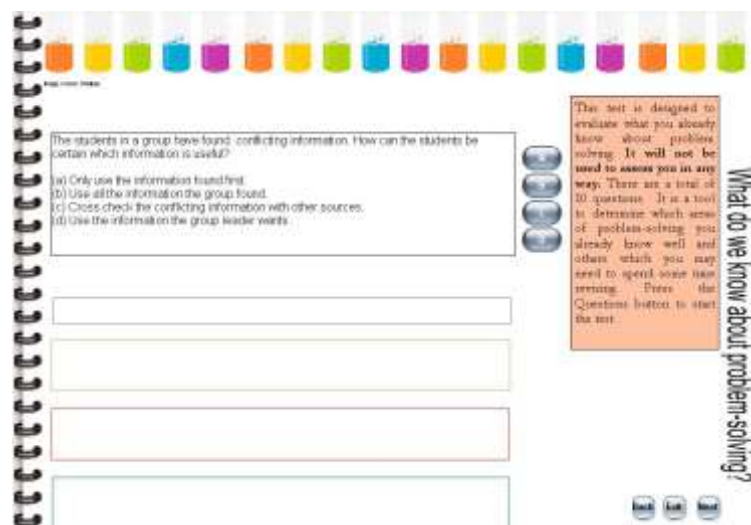 The students in a group have found conflicting information. How can the students be
certain which information is useful?
(a) Only use the information found first.
(b) Use all the information the group found.
(c) Cross check the conflicting information with other sources.
(d) Use the information the group leader wants.
This test is designed to
evaluate what you already
know about problem
solving. It will not be
used to assess you in any
way. There are a total of
10 questions. It is a tool
to determine which areas
of problem-solving you
already know well and
others which you may
need to spend some time
revising. Press the
Questions button to start
the test
What do we know about problem-solving?
Back Exit Next